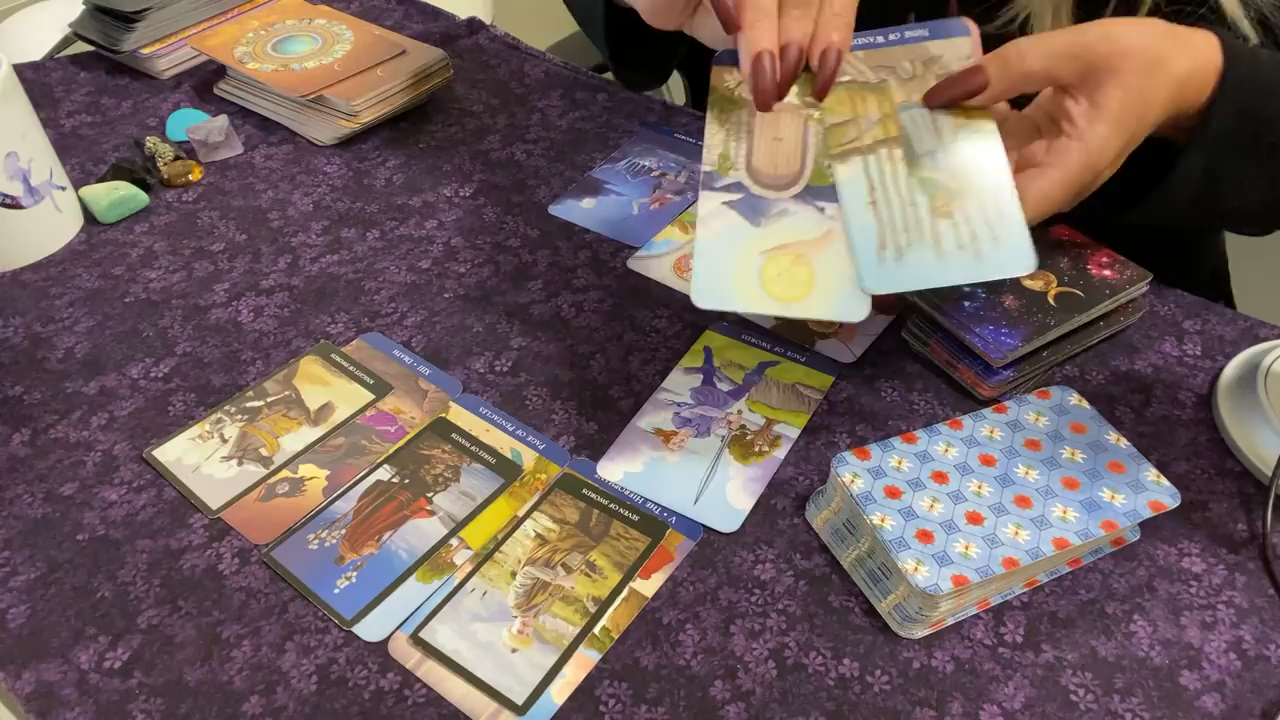 NINE OF WANDS
PAGE OF SWORDS
XIII • DEATH
KNIGHT OF SWORDS
PAGE OF PENTACLES
THREE OF WANDS
V • THE HIEROPHANT
SEVEN OF SWORDS